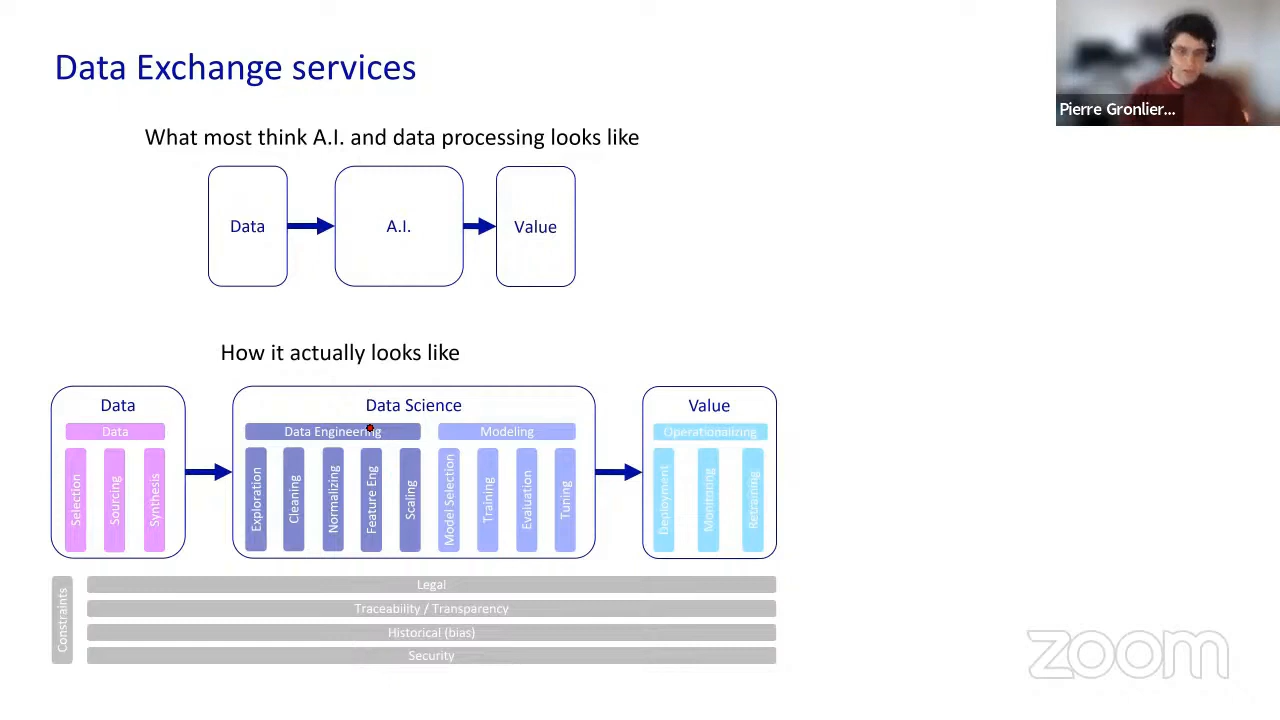 Data Exchange services
Pierre Gronlier...
What most think A.I. and data processing looks like
Data
A.I.
Value
How it actually looks like
Data
Data
Selection
Sourcing
Synthesis
Data Science
Data Engineering
Exploration
Cleaning
Normalizing
Feature Eng
Scaling
Modeling
Model Selection
Training
Evaluation
Tuning
Value
Operationalizing
Deployment
Monitoring
Retraining
Constraints
Legal
Traceability / Transparency
Historical (bias)
Security
zoom